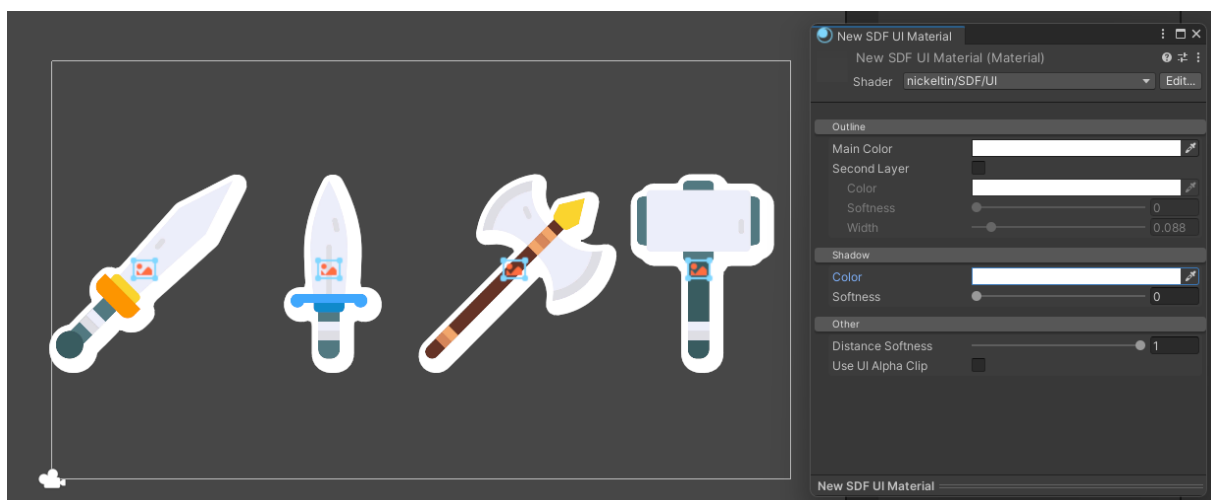 New SDF UI Material
New SDF UI Material (Material)
Shader nickeltin/SDF/UI Edit...
Outline
Main Color
Second Layer
Color
Softness 0
Width 0.088
Shadow
Color
Softness 0
Other
Distance Softness 1
Use UI Alpha Clip
New SDF UI Material